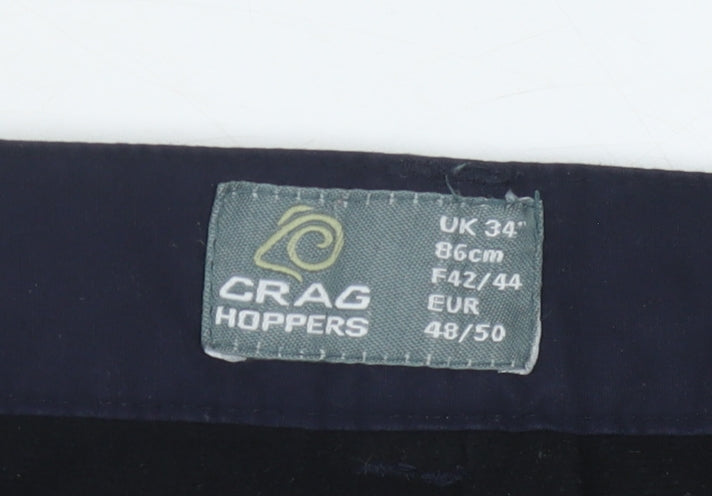 CRAG
HOPPERS
UK 34"
86cm
F42/44
EUR
48/50